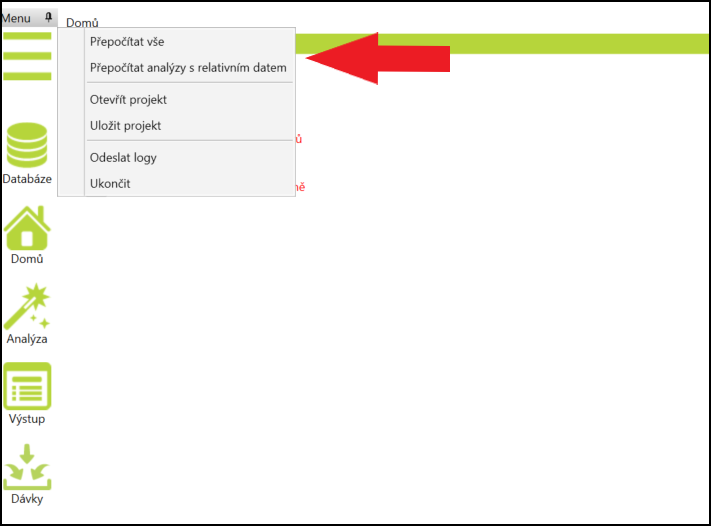 Menu
Domů
Přepočítat vše
Přepočítat analýzy s relativním datem
Otevřít projekt
Uložit projekt
Odeslat logy
Ukončit
Databáze
Domů
Analýza
Výstup
Dávky